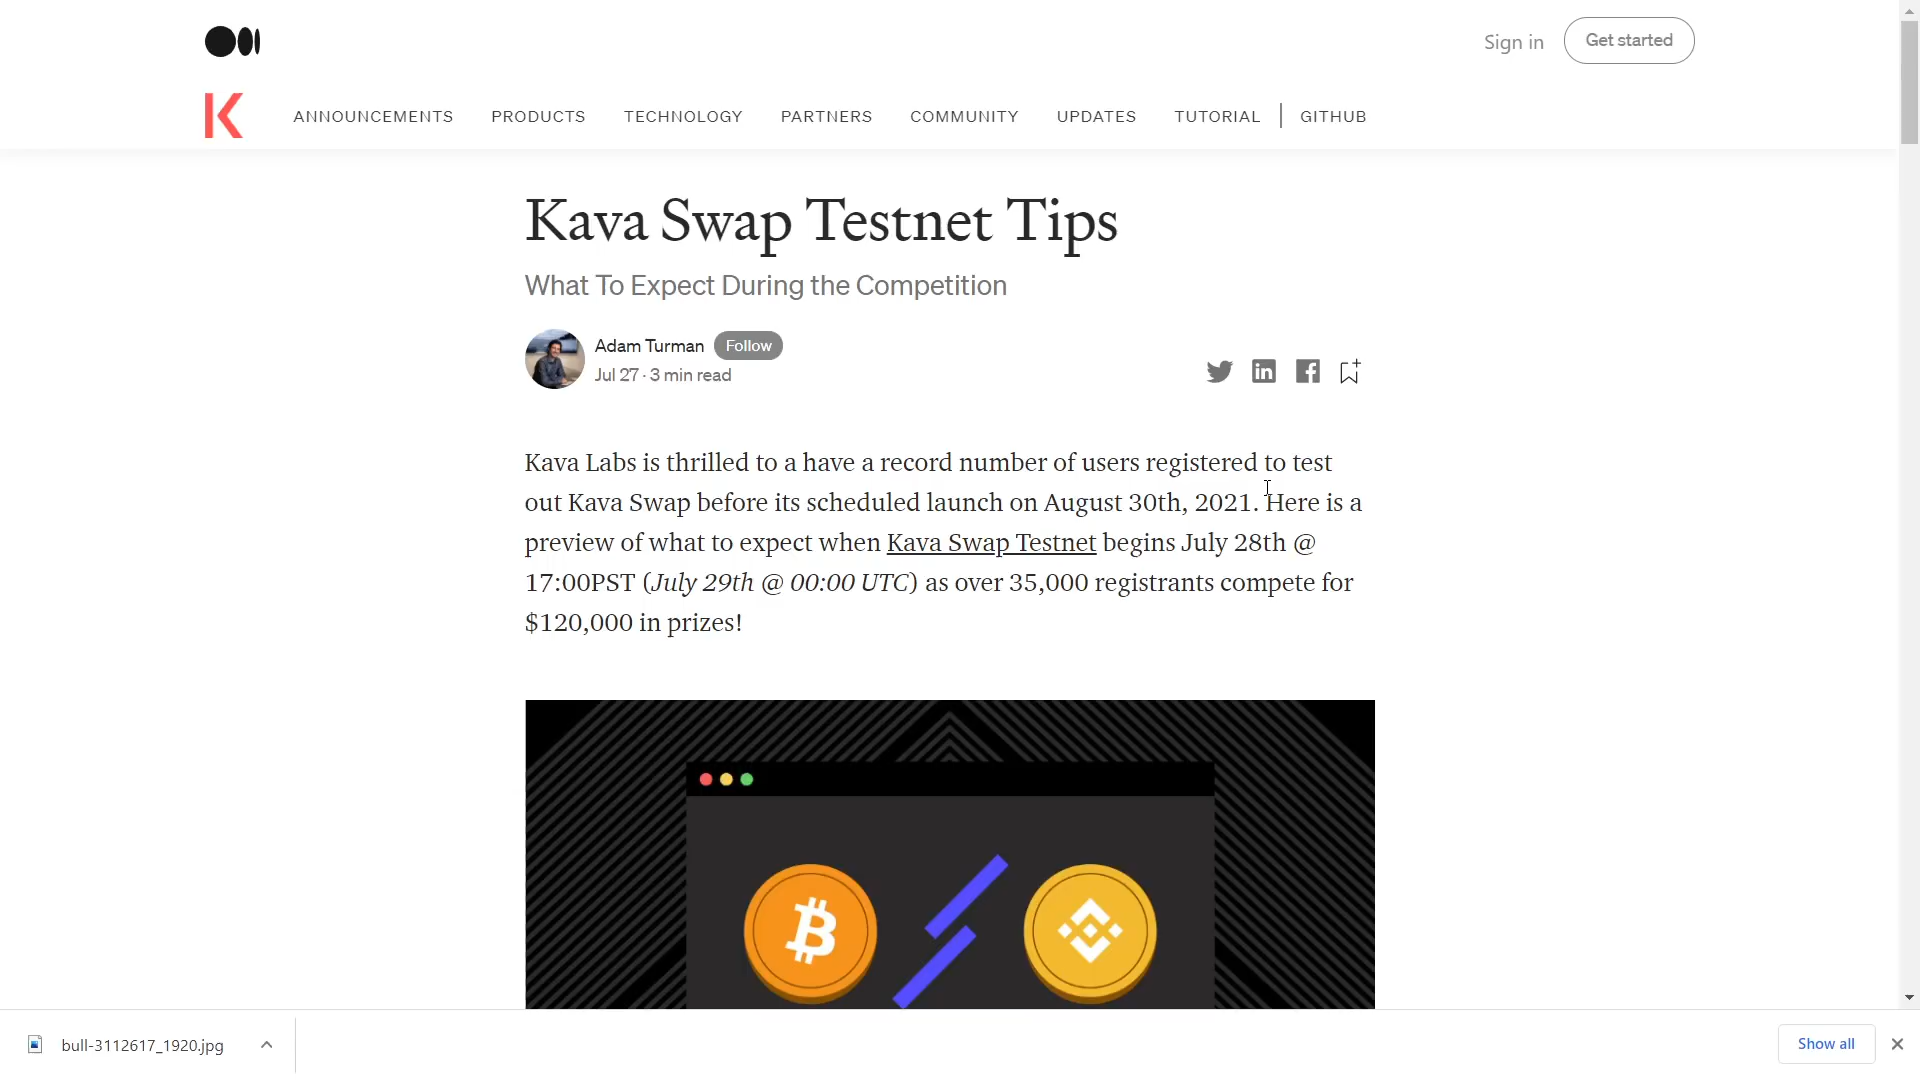 Sign in
Get started
K
ANNOUNCEMENTS PRODUCTS TECHNOLOGY PARTNERS COMMUNITY UPDATES TUTORIAL GITHUB
Kava Swap Testnet Tips
What To Expect During the Competition
Adam Turman Follow
Jul 27 · 3 min read
Kava Labs is thrilled to a have a record number of users registered to test
out Kava Swap before its scheduled launch on August 30th, 2021. Here is a
preview of what to expect when Kava Swap Testnet begins July 28th @
17:00PST (July 29th @ 00:00 UTC) as over 35,000 registrants compete for
$120,000 in prizes!
bull-3112617_1920.jpg
Show all